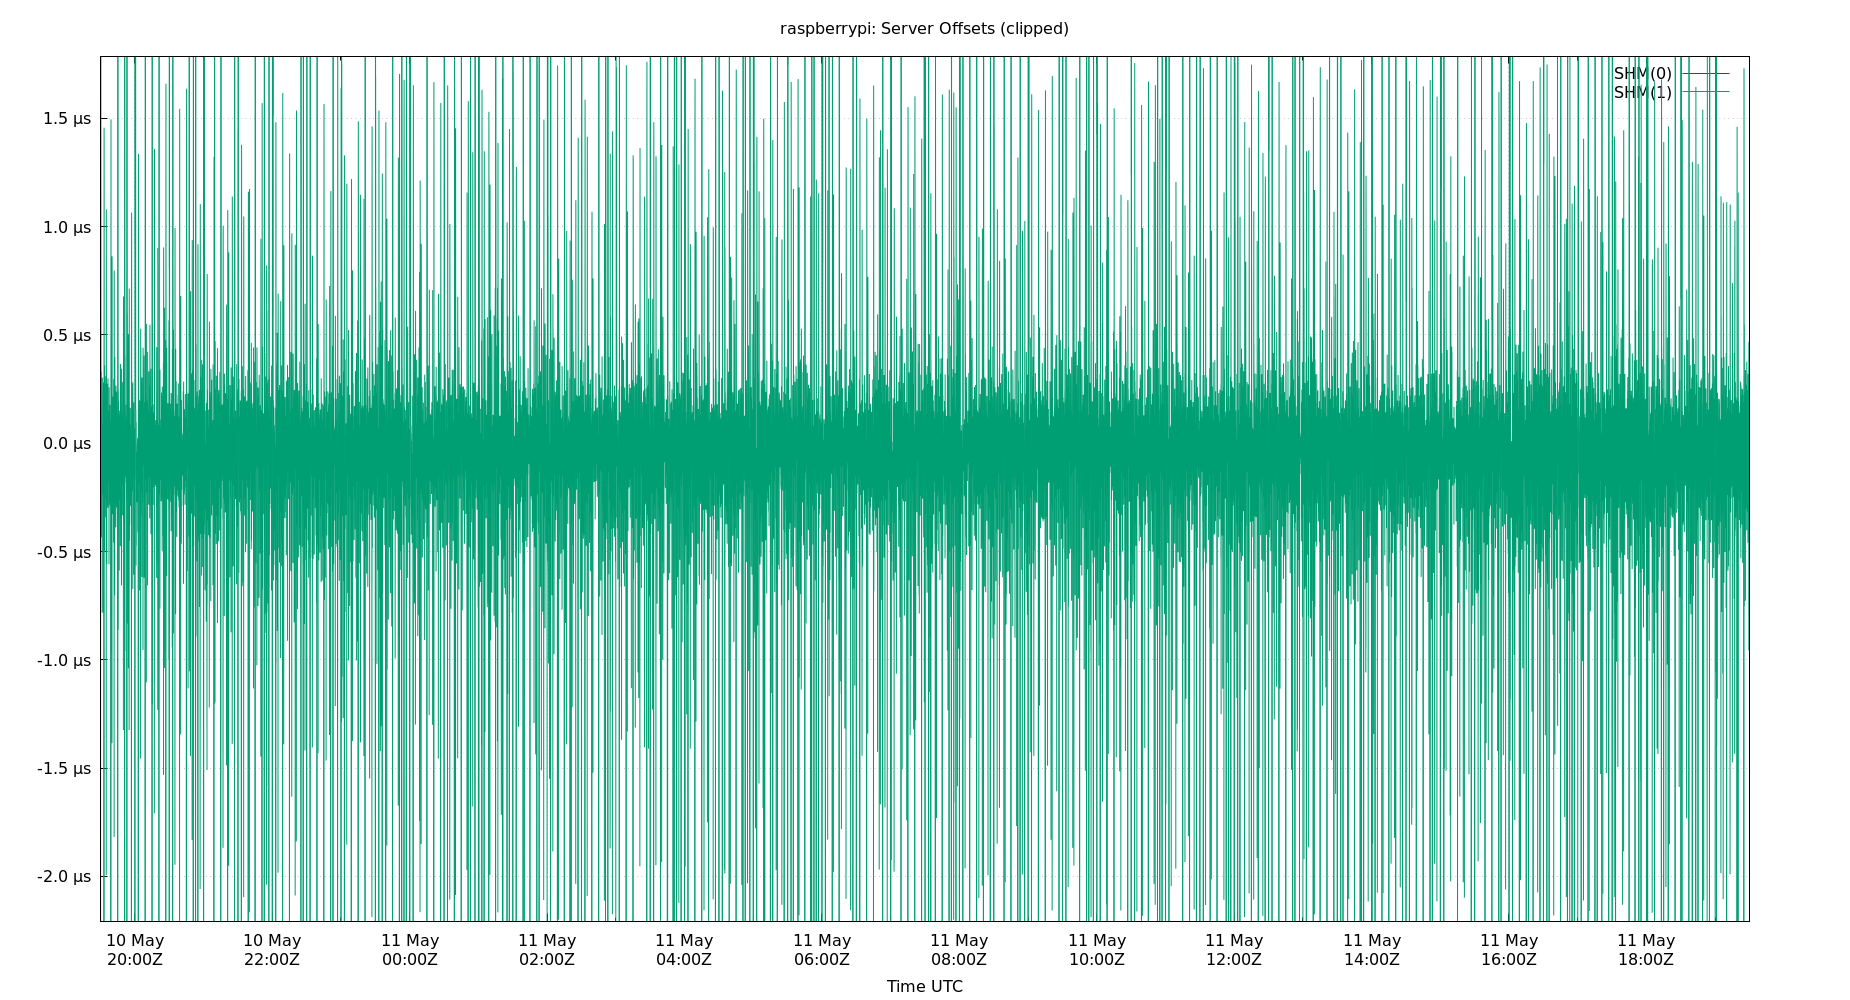 raspberrypi: Server Offsets (clipped)
SHM(0)
SHM(1)
1.5 µs
1.0 µs
0.5 µs
0.0 µs
-0.5 µs
-1.0 µs
-1.5 µs
-2.0 µs
10 May 10 May 11 May 11 May 11 May 11 May 11 May 11 May 11 May 11 May 11 May 11 May
20:00Z 22:00Z 00:00Z 02:00Z 04:00Z 06:00Z 08:00Z 10:00Z 12:00Z 14:00Z 16:00Z 18:00Z
Time UTC